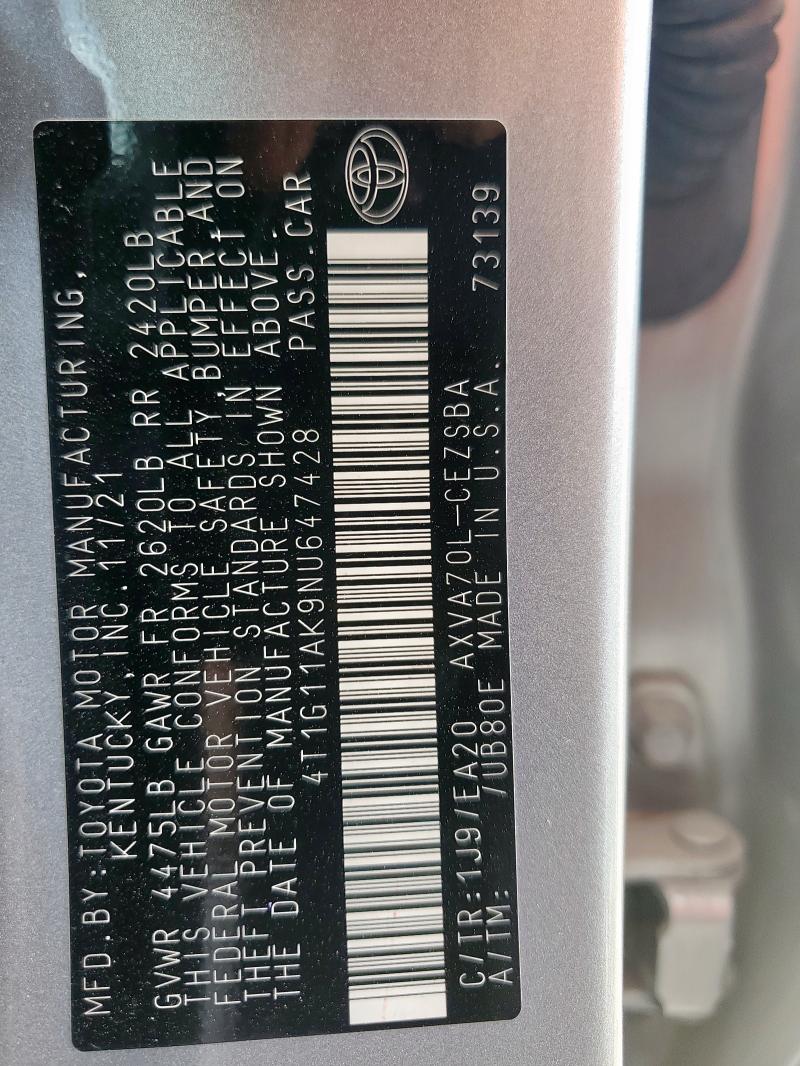 MFD.BY:TOYOTA MOTOR MANUFACTURING,
KENTUCKY,INC.11/21
GVWR 4475LB GAWR FR 2620LB RR 2420LB
THIS VEHICLE CONFORMS TO ALL APPLICABLE
FEDERAL MOTOR VEHICLE SAFETY,BUMPER AND
THEFT PREVENTION STANDARDS IN EFFECT ON
THE DATE OF MANUFACTURE SHOWN ABOVE.
4T1G11AK9NU647428 PASS.CAR
C/TR:1J9/EA20 AXVA70L-CEZSBA 73139
A/TM: /UB80E MADE IN U.S.A.